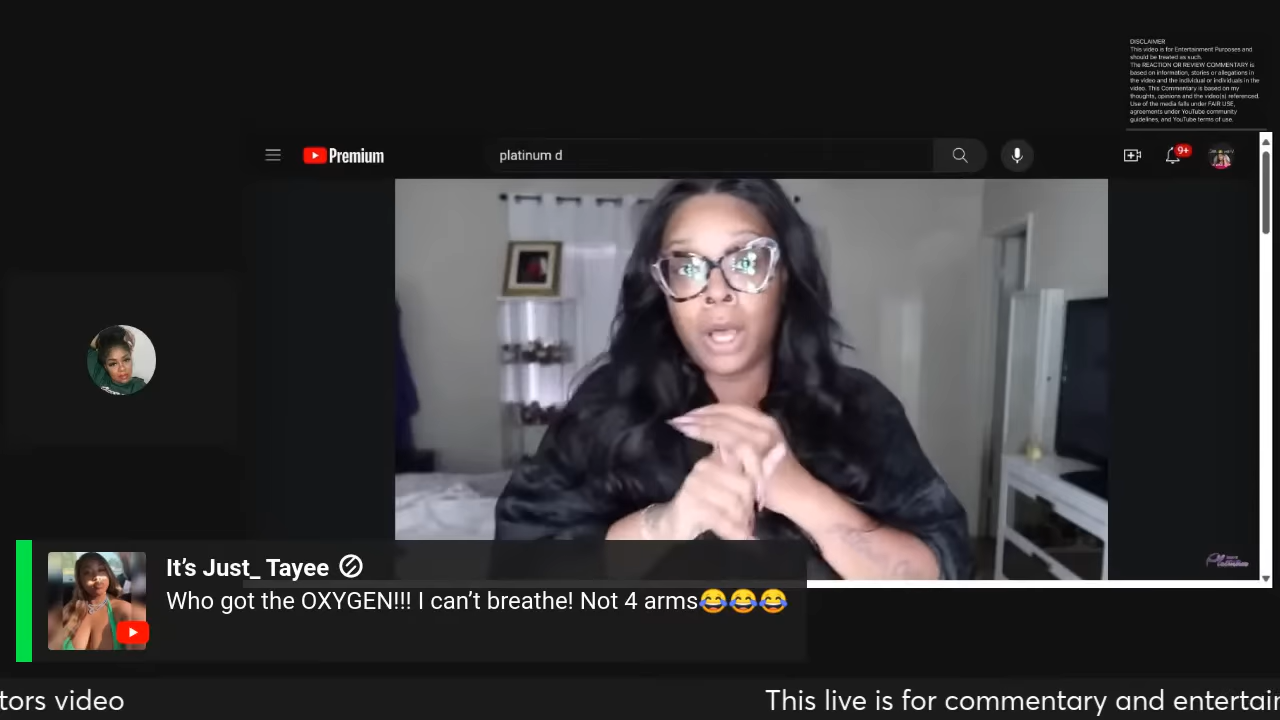 DISCLAIMER
This video is for Entertainment Purposes and
should be treated as such.
The REACTION OR REVIEW COMMENTARY is
based on information, stories or allegations in
the video and the individual or individuals in the
video. This Commentary is based on my
thoughts, opinions and the video(s) referenced.
Use of the media falls under FAIR USE,
agreements under YouTube community
guidelines, and YouTube terms of use.
Premium
platinum d
9+
It's Just_ Tayee
Who got the OXYGEN!!! I can't breathe! Not 4 arms😂😂😂
tors video
This live is for commentary and entertain